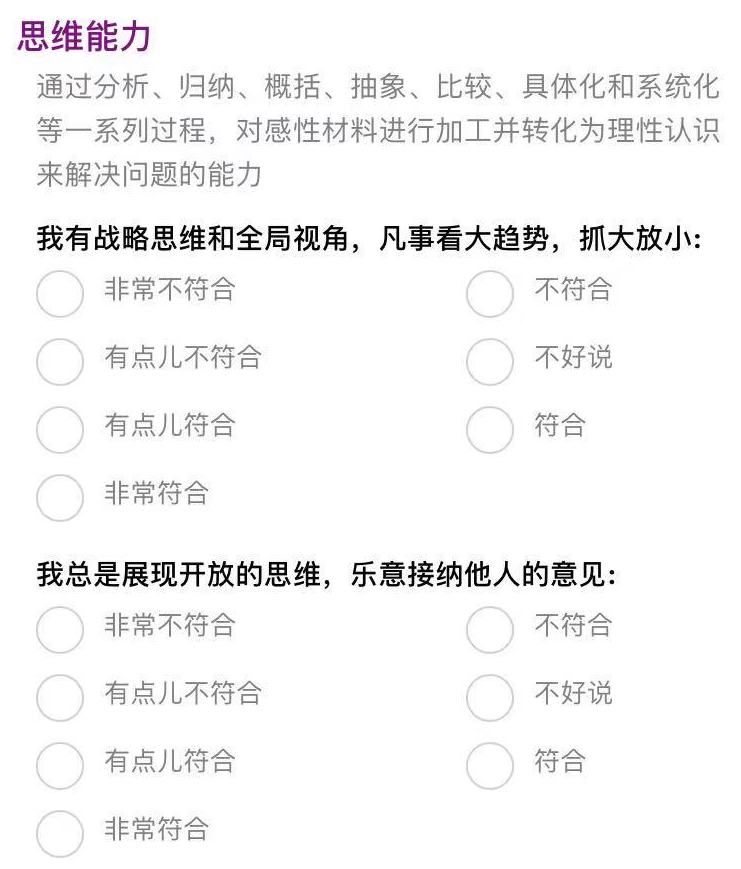 思维能力
通过分析、归纳、概括、抽象、比较、具体化和系统化
等一系列过程，对感性材料进行加工并转化为理性认识
来解决问题的能力
我有战略思维和全局视角，凡事看大趋势，抓大放小:
非常不符合 不符合
有点儿不符合 不好说
有点儿符合 符合
非常符合
我总是展现开放的思维，乐意接纳他人的意见:
非常不符合 不符合
有点儿不符合 不好说
有点儿符合 符合
非常符合